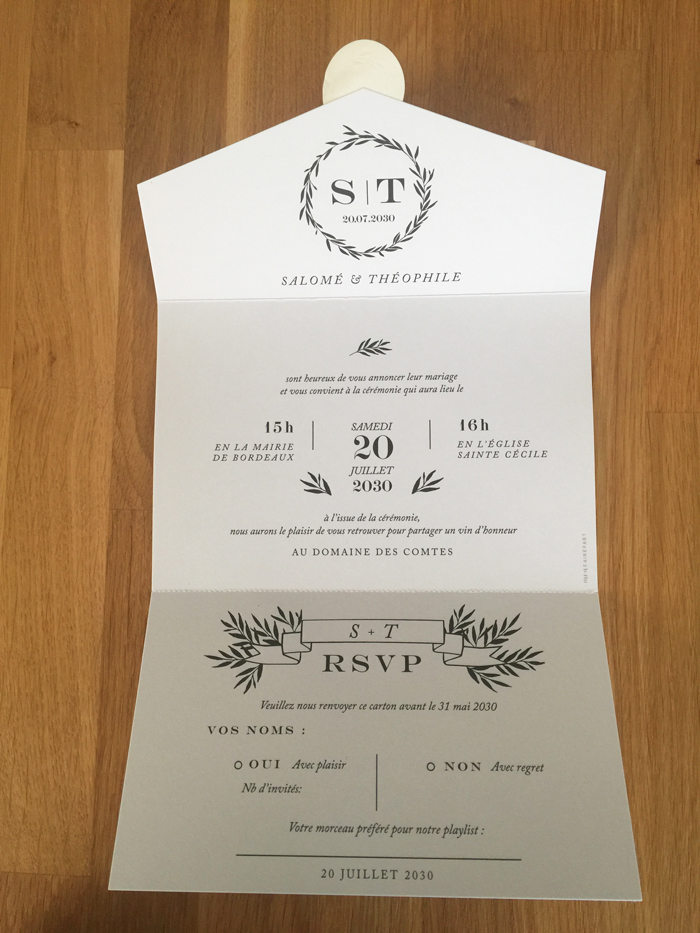 S|T
20.07.2030
SALOMÉ & THÉOPHILE
sont heureux de vous annoncer leur mariage
et vous convient à la cérémonie qui aura lieu le
15h
EN LA MAIRIE
DE BORDEAUX
SAMEDI
20
JUILLET
2030
16h
EN L'ÉGLISE
SAINTE CÉCILE
à l'issue de la cérémonie,
nous aurons le plaisir de vous retrouver pour partager un vin d'honneur
AU DOMAINE DES COMTES
S + T
RSVP
Veuillez nous renvoyer ce carton avant le 31 mai 2030
VOS NOMS :
OUI Avec plaisir
Nb d'invités:
NON Avec regret
Votre morceau préféré pour notre playlist :
20 JUILLET 2030